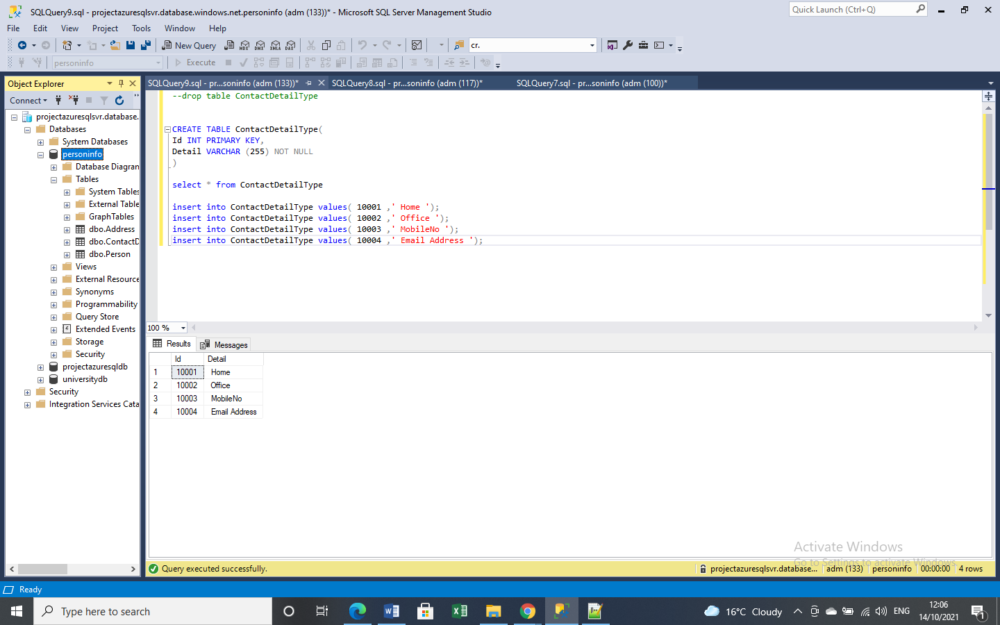 SQLQuery9.sql - projectazuresqlsvr.database.windows.net.personinfo (adm (133))* - Microsoft SQL Server Management Studio
Quick Launch (Ctrl+Q)
File Edit View Project Tools Window Help
New Query
MDX DMX XMLA DAX
cr.
personinfo
Execute
Object Explorer
SQLQuery9.sql - pr...soninfo (adm (133))*
SQLQuery8.sql - pr...soninfo (adm (117))*
SQLQuery7.sql - pr...soninfo (adm (100))*
Connect
projectazuresqlsvr.database.
Databases
System Databases
personinfo
Database Diagran
Tables
System Tables
External Table
GraphTables
dbo.Address
dbo.ContactD
dbo.Person
Views
External Resource
Synonyms
Programmability
Query Store
Extended Events
Storage
Security
projectazuresqldb
universitydb
Security
Integration Services Cata
--drop table ContactDetailType
CREATE TABLE ContactDetailType(
Id INT PRIMARY KEY,
Detail VARCHAR (255) NOT NULL
)
select * from ContactDetailType
insert into ContactDetailType values( 10001 ,' Home ');
insert into ContactDetailType values( 10002 ,' Office ');
insert into ContactDetailType values( 10003 ,' MobileNo ');
insert into ContactDetailType values( 10004 ,' Email Address ');
100 %
Results Messages
Id Detail
1 10001 Home
2 10002 Office
3 10003 MobileNo
4 10004 Email Address
Activate Windows
Go to Settings to activate Windows.
Query executed successfully.
projectazuresqlsvr.database... adm (133) personinfo 00:00:00 4 rows
Ready
Type here to search
16°C Cloudy
ENG
12:06
14/10/2021
1